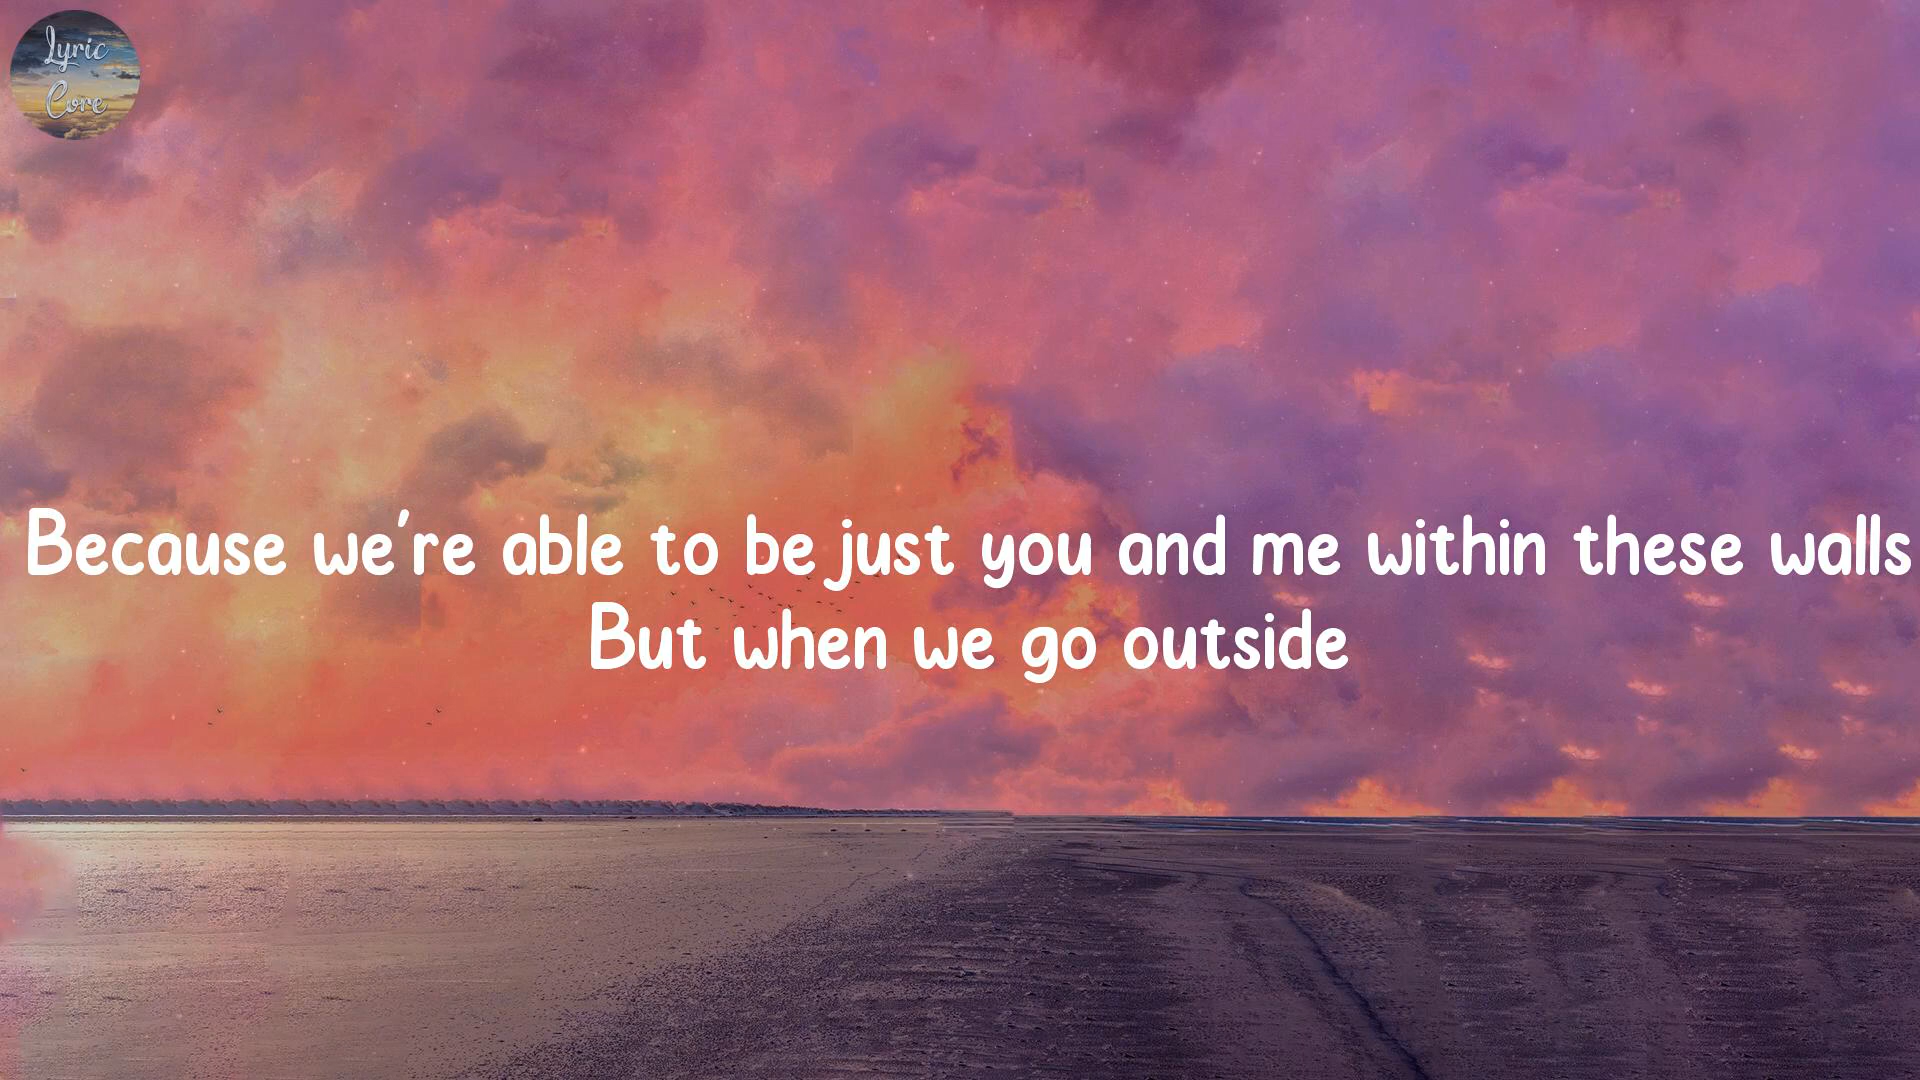 Lyric
Core
Because we're able to be just you and me within these walls
But when we go outside